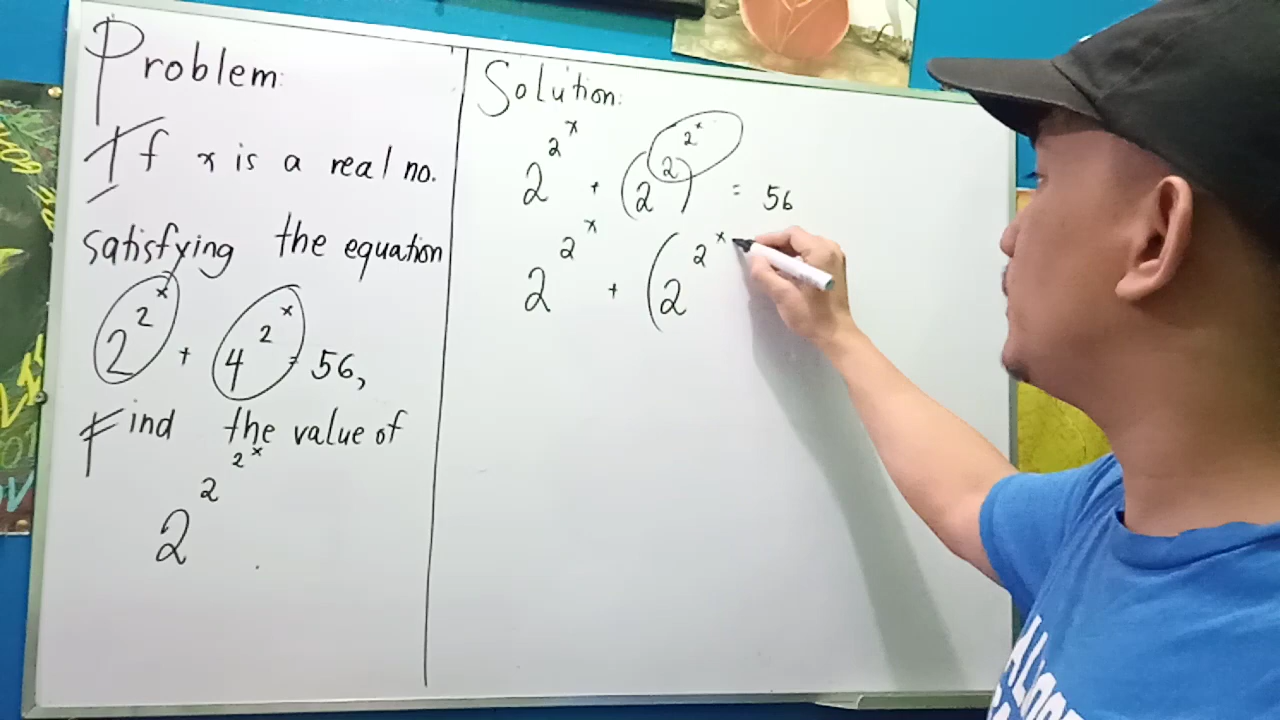 Problem:
If x is a real no.
satisfying the equation
2^2^x + 4^2^x = 56,
Find the value of
2^2^2^x .
Solution:
2^2^x + (2^2)^2^x = 56
2^2^x + (2^2^x